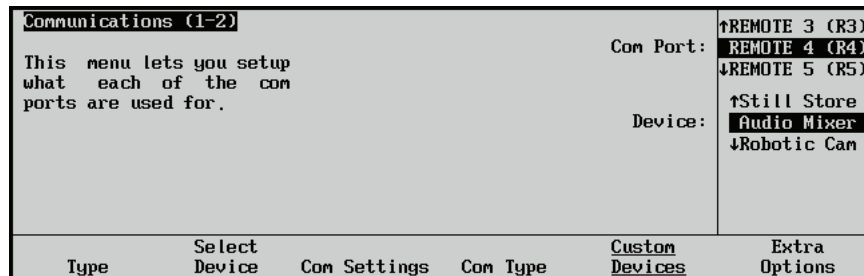 Communications (1-2)
This menu lets you setup
what each of the com
ports are used for.
Com Port:
↑REMOTE 3 (R3)
REMOTE 4 (R4)
↓REMOTE 5 (R5)
Device:
↑Still Store
Audio Mixer
↓Robotic Cam
Type
Select
Device
Com Settings
Com Type
Custom
Devices
Extra
Options